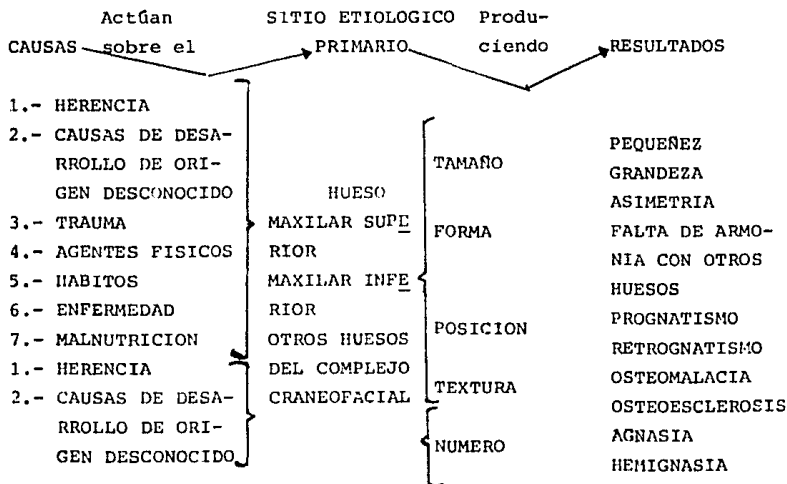 Actúan SITIO ETIOLOGICO Produ-
CAUSAS sobre el PRIMARIO ciendo RESULTADOS
1.- HERENCIA
2.- CAUSAS DE DESA-
RROLLO DE ORI-
GEN DESCONOCIDO
3.- TRAUMA
4.- AGENTES FISICOS
5.- HABITOS
6.- ENFERMEDAD
7.- MALNUTRICION
1.- HERENCIA
2.- CAUSAS DE DESA-
RROLLO DE ORI-
GEN DESCONOCIDO
HUESO
MAXILAR SUPE
RIOR
MAXILAR INFE
RIOR
OTROS HUESOS
DEL COMPLEJO
CRANEOFACIAL
TAMAÑO
FORMA
POSICION
TEXTURA
NUMERO
PEQUEÑEZ
GRANDEZA
ASIMETRIA
FALTA DE ARMO-
NIA CON OTROS
HUESOS
PROGNATISMO
RETROGNATISMO
OSTEOMALACIA
OSTEOESCLEROSIS
AGNASIA
HEMIGNASIA